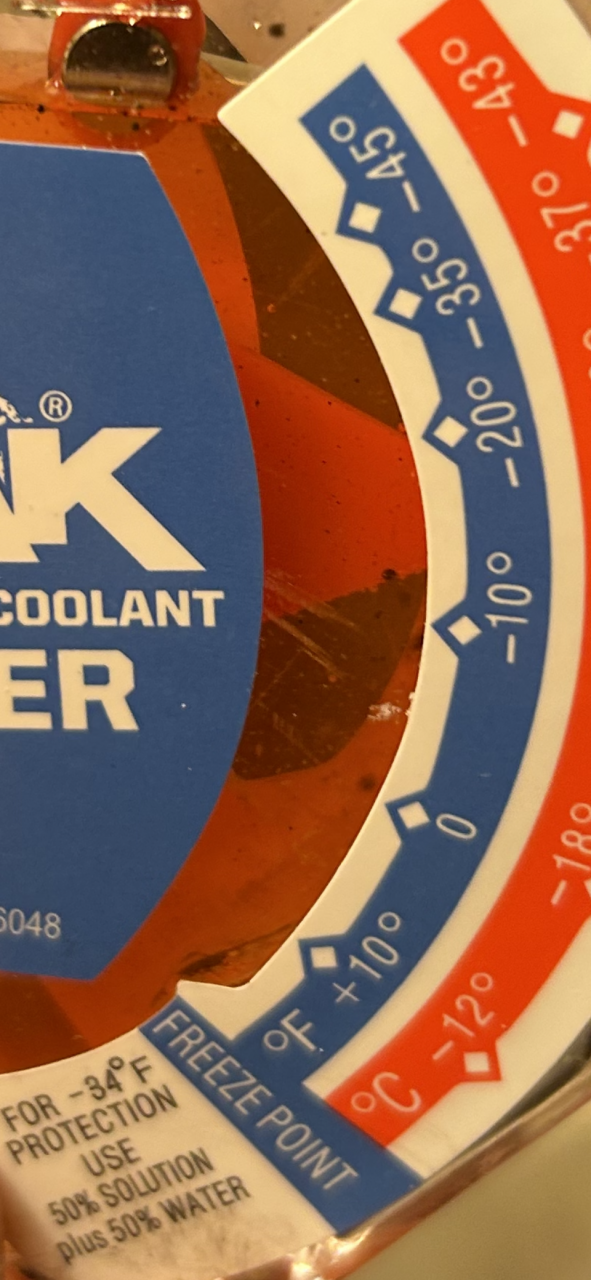 ®
COOLANT
ER
6048
-45°
-35°
-20°
-10°
0
+10°
°F
-43°
-37°
-18°
-12°
°C
FREEZE POINT
FOR -34°F
PROTECTION
USE
50% SOLUTION
plus 50% WATER